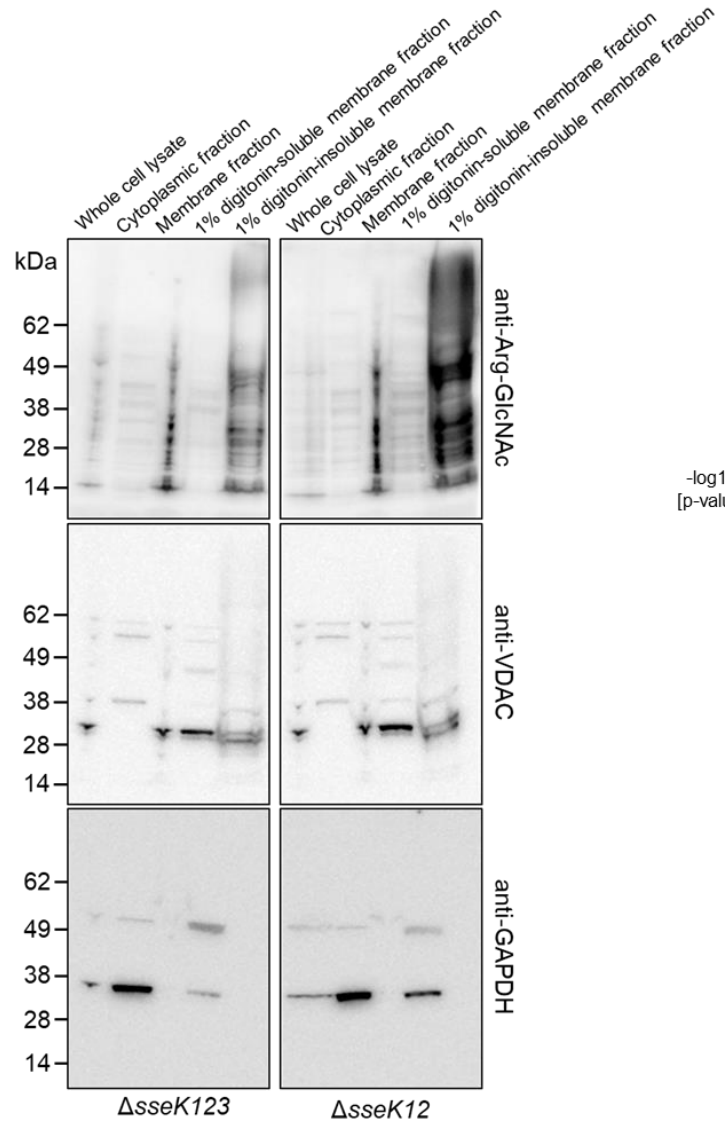 Whole cell lysate
Cytoplasmic fraction
Membrane fraction
1% digitonin-soluble membrane fraction
1% digitonin-insoluble membrane fraction
Whole cell lysate
Cytoplasmic fraction
Membrane fraction
1% digitonin-soluble membrane fraction
1% digitonin-insoluble membrane fraction
kDa
62
49
38
28
14
anti-Arg-GlcNAc
-log1
[p-valu
62
49
38
28
14
anti-VDAC
62
49
38
28
14
anti-GAPDH
ΔsseK123
ΔsseK12